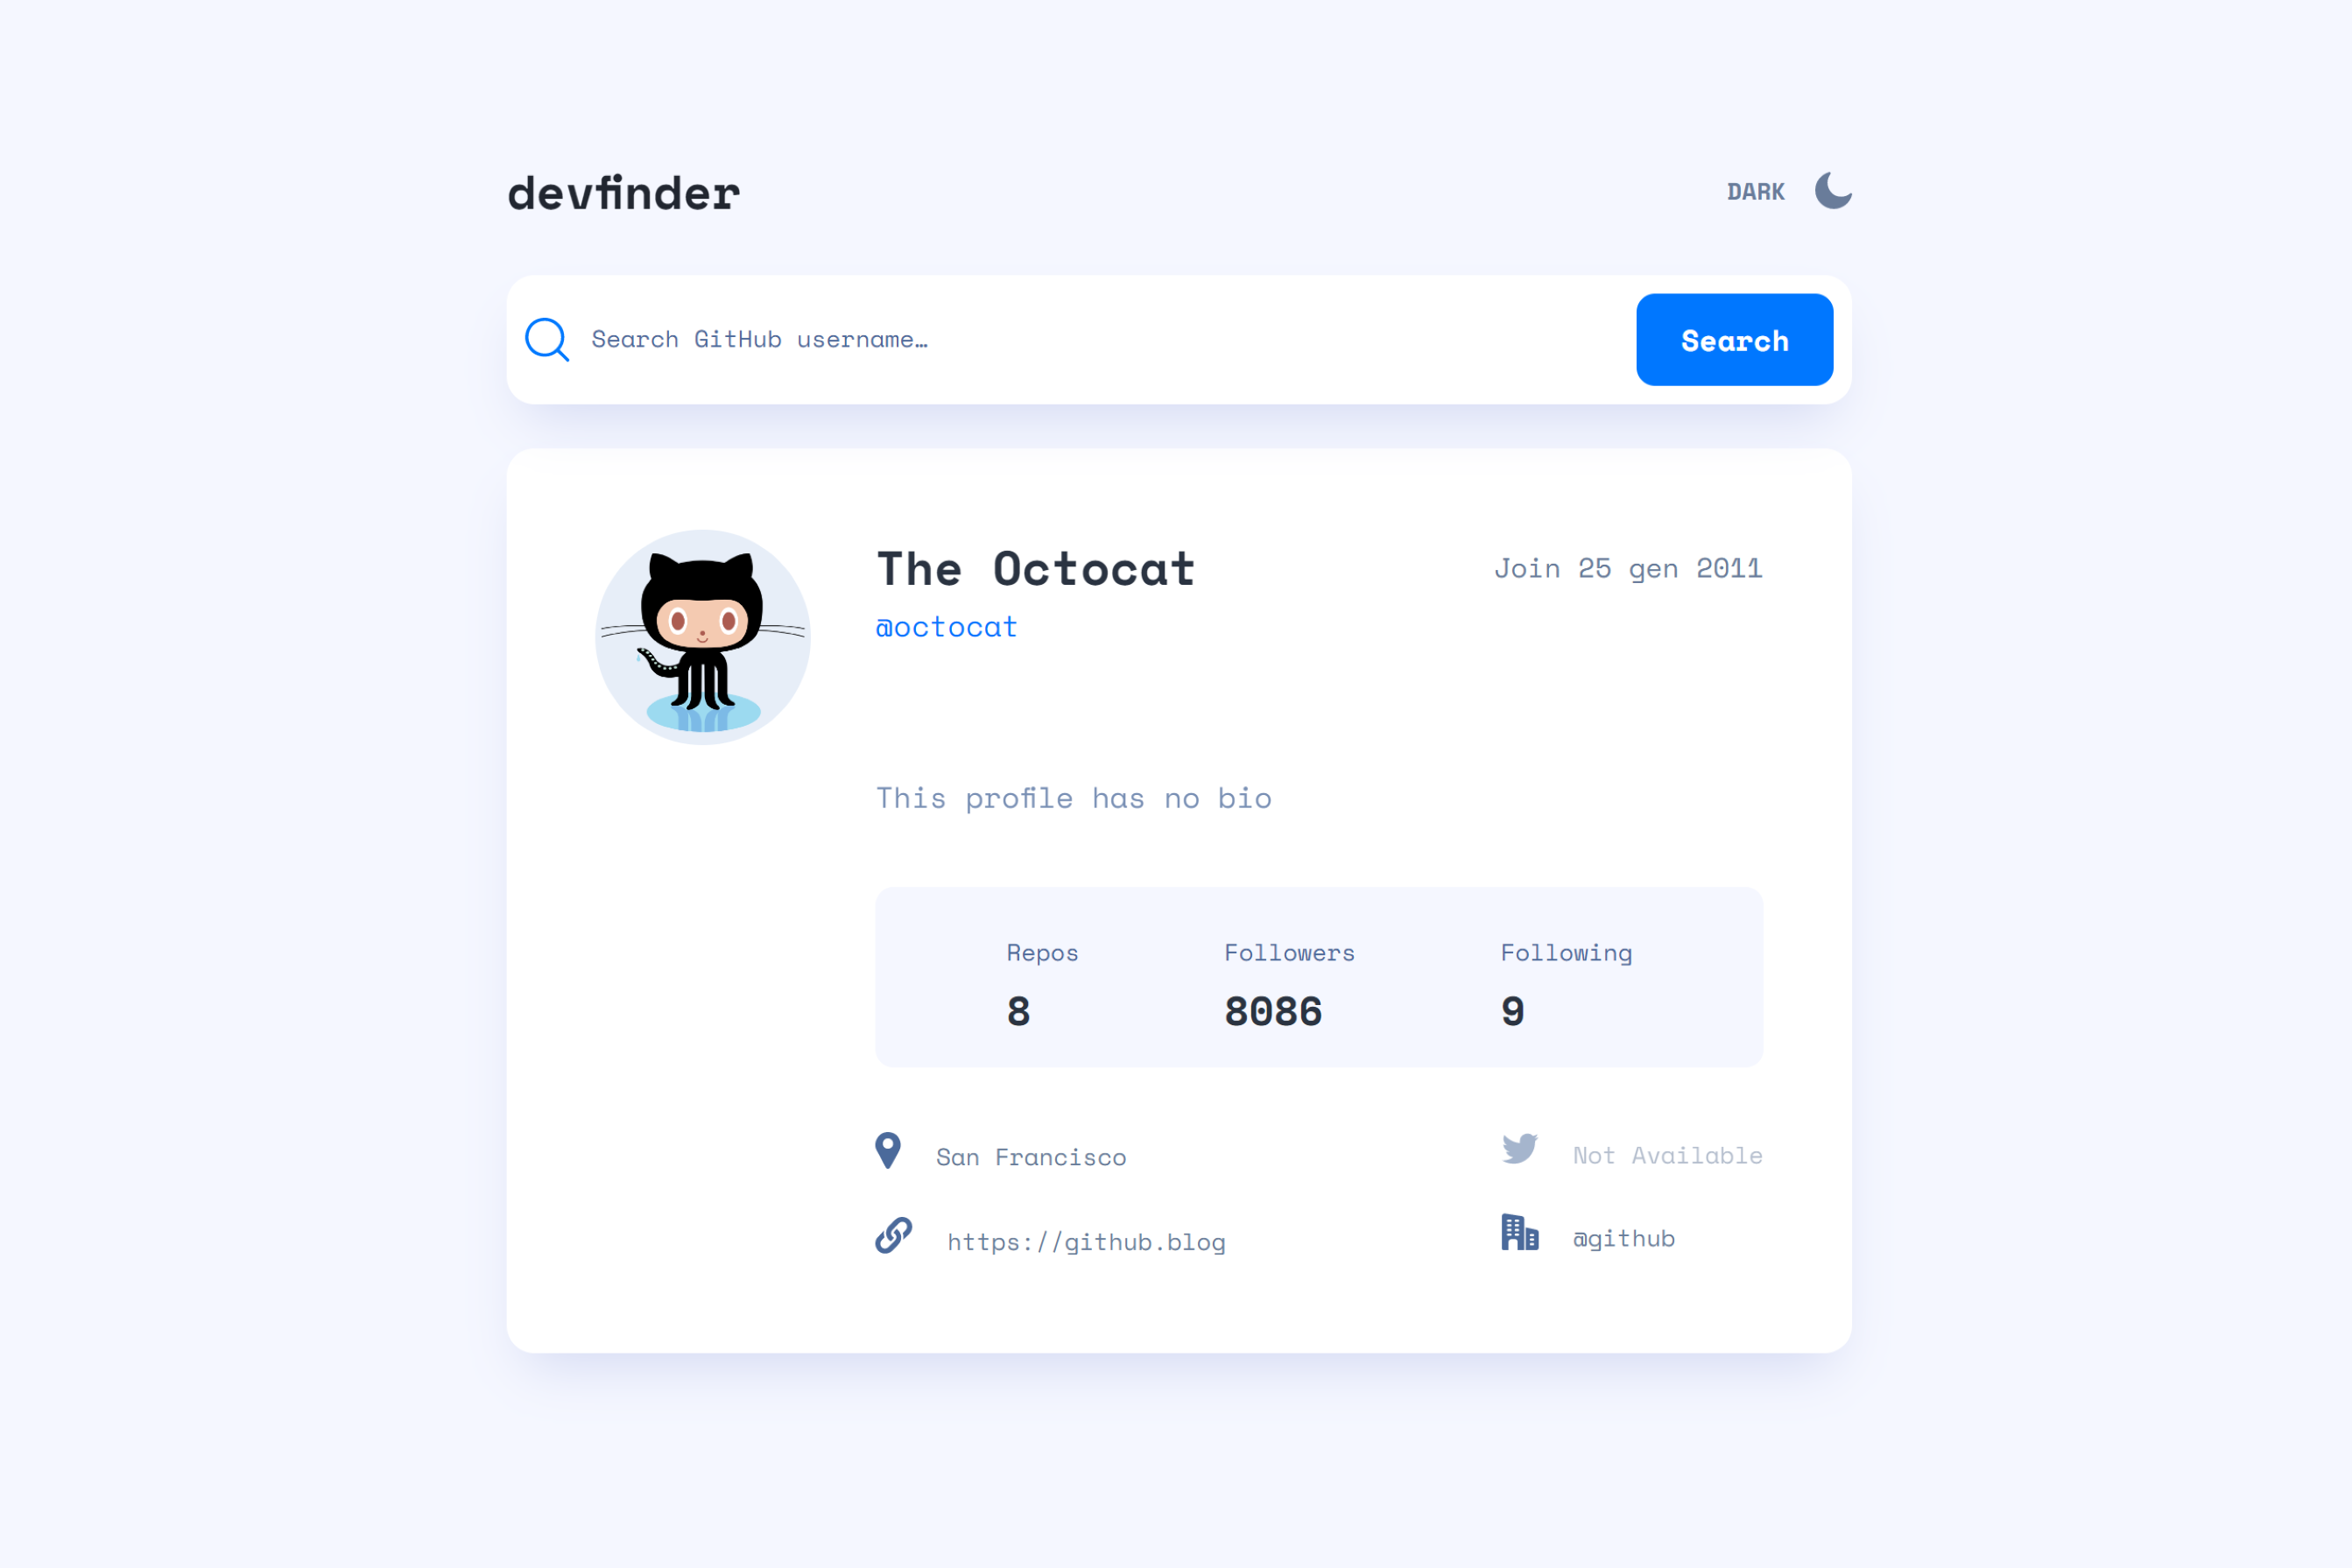 devfinder
DARK
Search GitHub username…
Search
The Octocat
Join 25 gen 2011
@octocat
This profile has no bio
Repos
Followers
Following
8
8086
9
San Francisco
Not Available
https://github.blog
@github